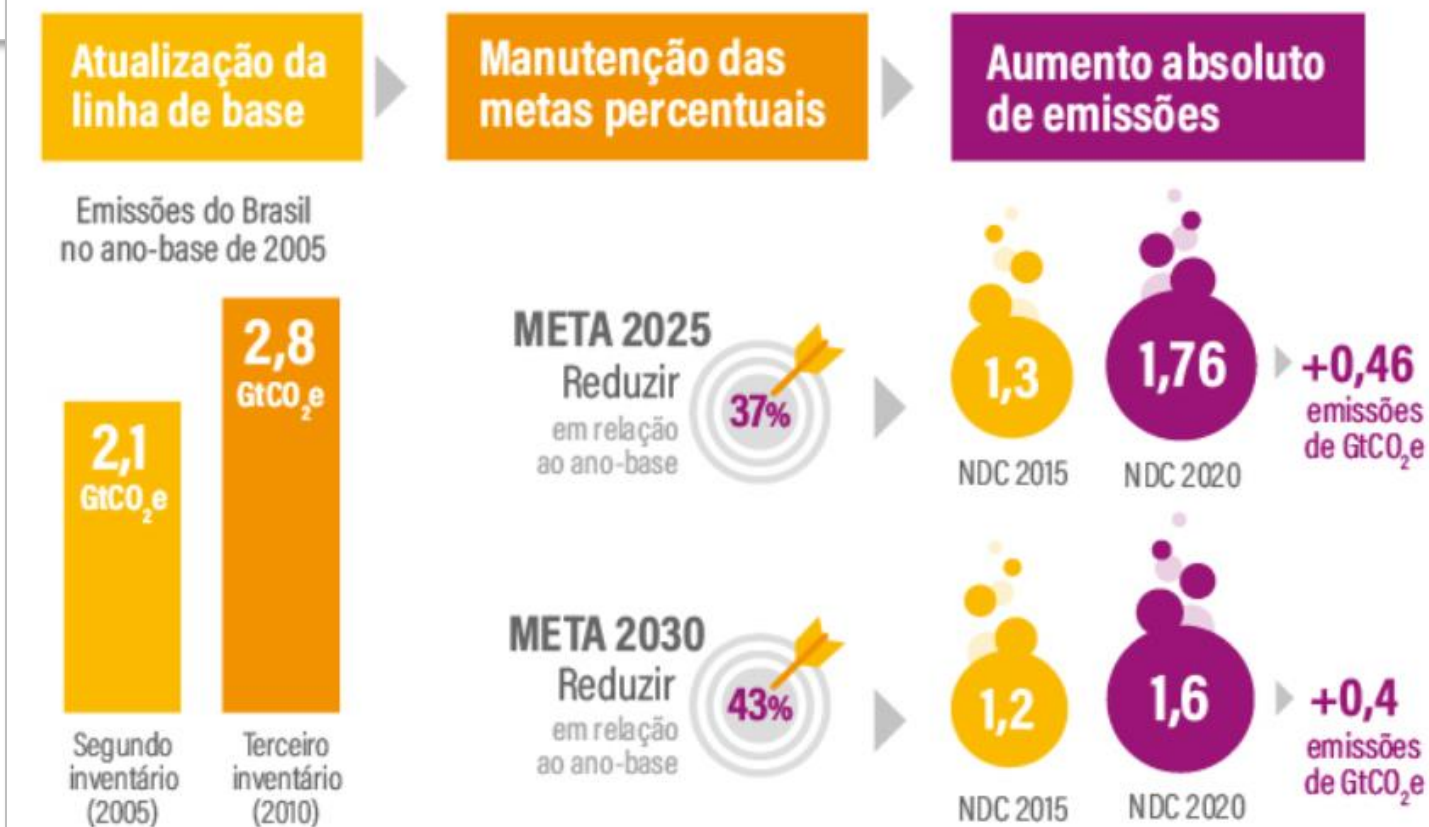 Atualização da
linha de base
Manutenção das
metas percentuais
Aumento absoluto
de emissões
Emissões do Brasil
no ano-base de 2005
2,1
GtCO₂e
2,8
GtCO₂e
Segundo
inventário
(2005)
Terceiro
inventário
(2010)
META 2025
Reduzir
em relação
ao ano-base
37%
1,3
NDC 2015
1,76
NDC 2020
+0,46
emissões
de GtCO₂e
META 2030
Reduzir
em relação
ao ano-base
43%
1,2
NDC 2015
1,6
NDC 2020
+0,4
emissões
de GtCO₂e